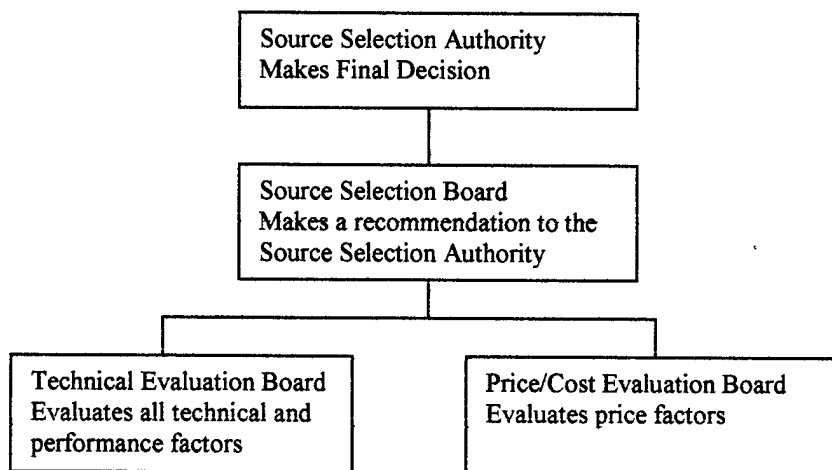 Source Selection Authority
Makes Final Decision
Source Selection Board
Makes a recommendation to the
Source Selection Authority
Technical Evaluation Board
Evaluates all technical and
performance factors
Price/Cost Evaluation Board
Evaluates price factors